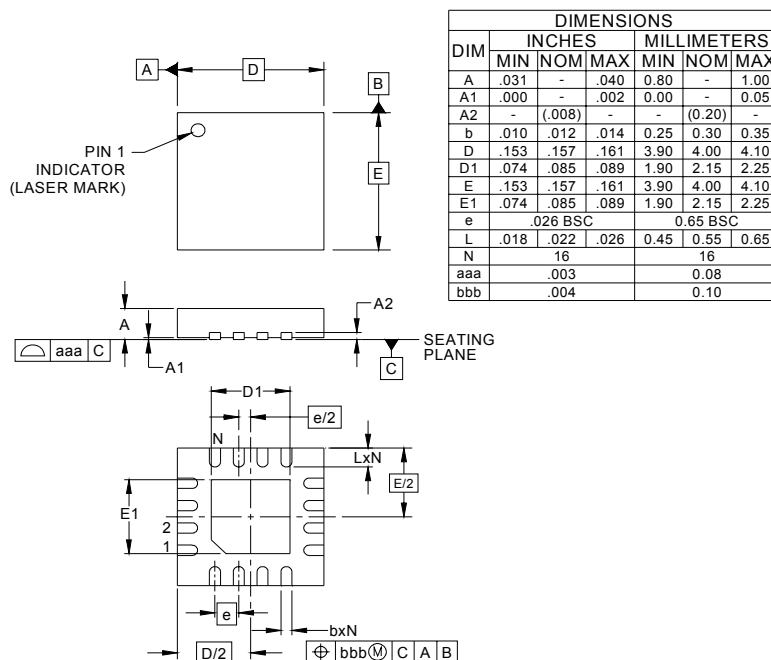 A
D
B
PIN 1
INDICATOR
(LASER MARK)
E
DIMENSIONS
DIM INCHES MILLIMETERS
MIN NOM MAX MIN NOM MAX
A .031 - .040 0.80 - 1.00
A1 .000 - .002 0.00 - 0.05
A2 - (.008) - - (0.20) -
b .010 .012 .014 0.25 0.30 0.35
D .153 .157 .161 3.90 4.00 4.10
D1 .074 .085 .089 1.90 2.15 2.25
E .153 .157 .161 3.90 4.00 4.10
E1 .074 .085 .089 1.90 2.15 2.25
e .026 BSC 0.65 BSC
L .018 .022 .026 0.45 0.55 0.65
N 16 16
aaa .003 0.08
bbb .004 0.10
A
A2
aaa C
A1
SEATING
PLANE
C
D1
e/2
N
LxN
E/2
E1
2
1
e
bxN
D/2
⌖ bbbⓂ C A B